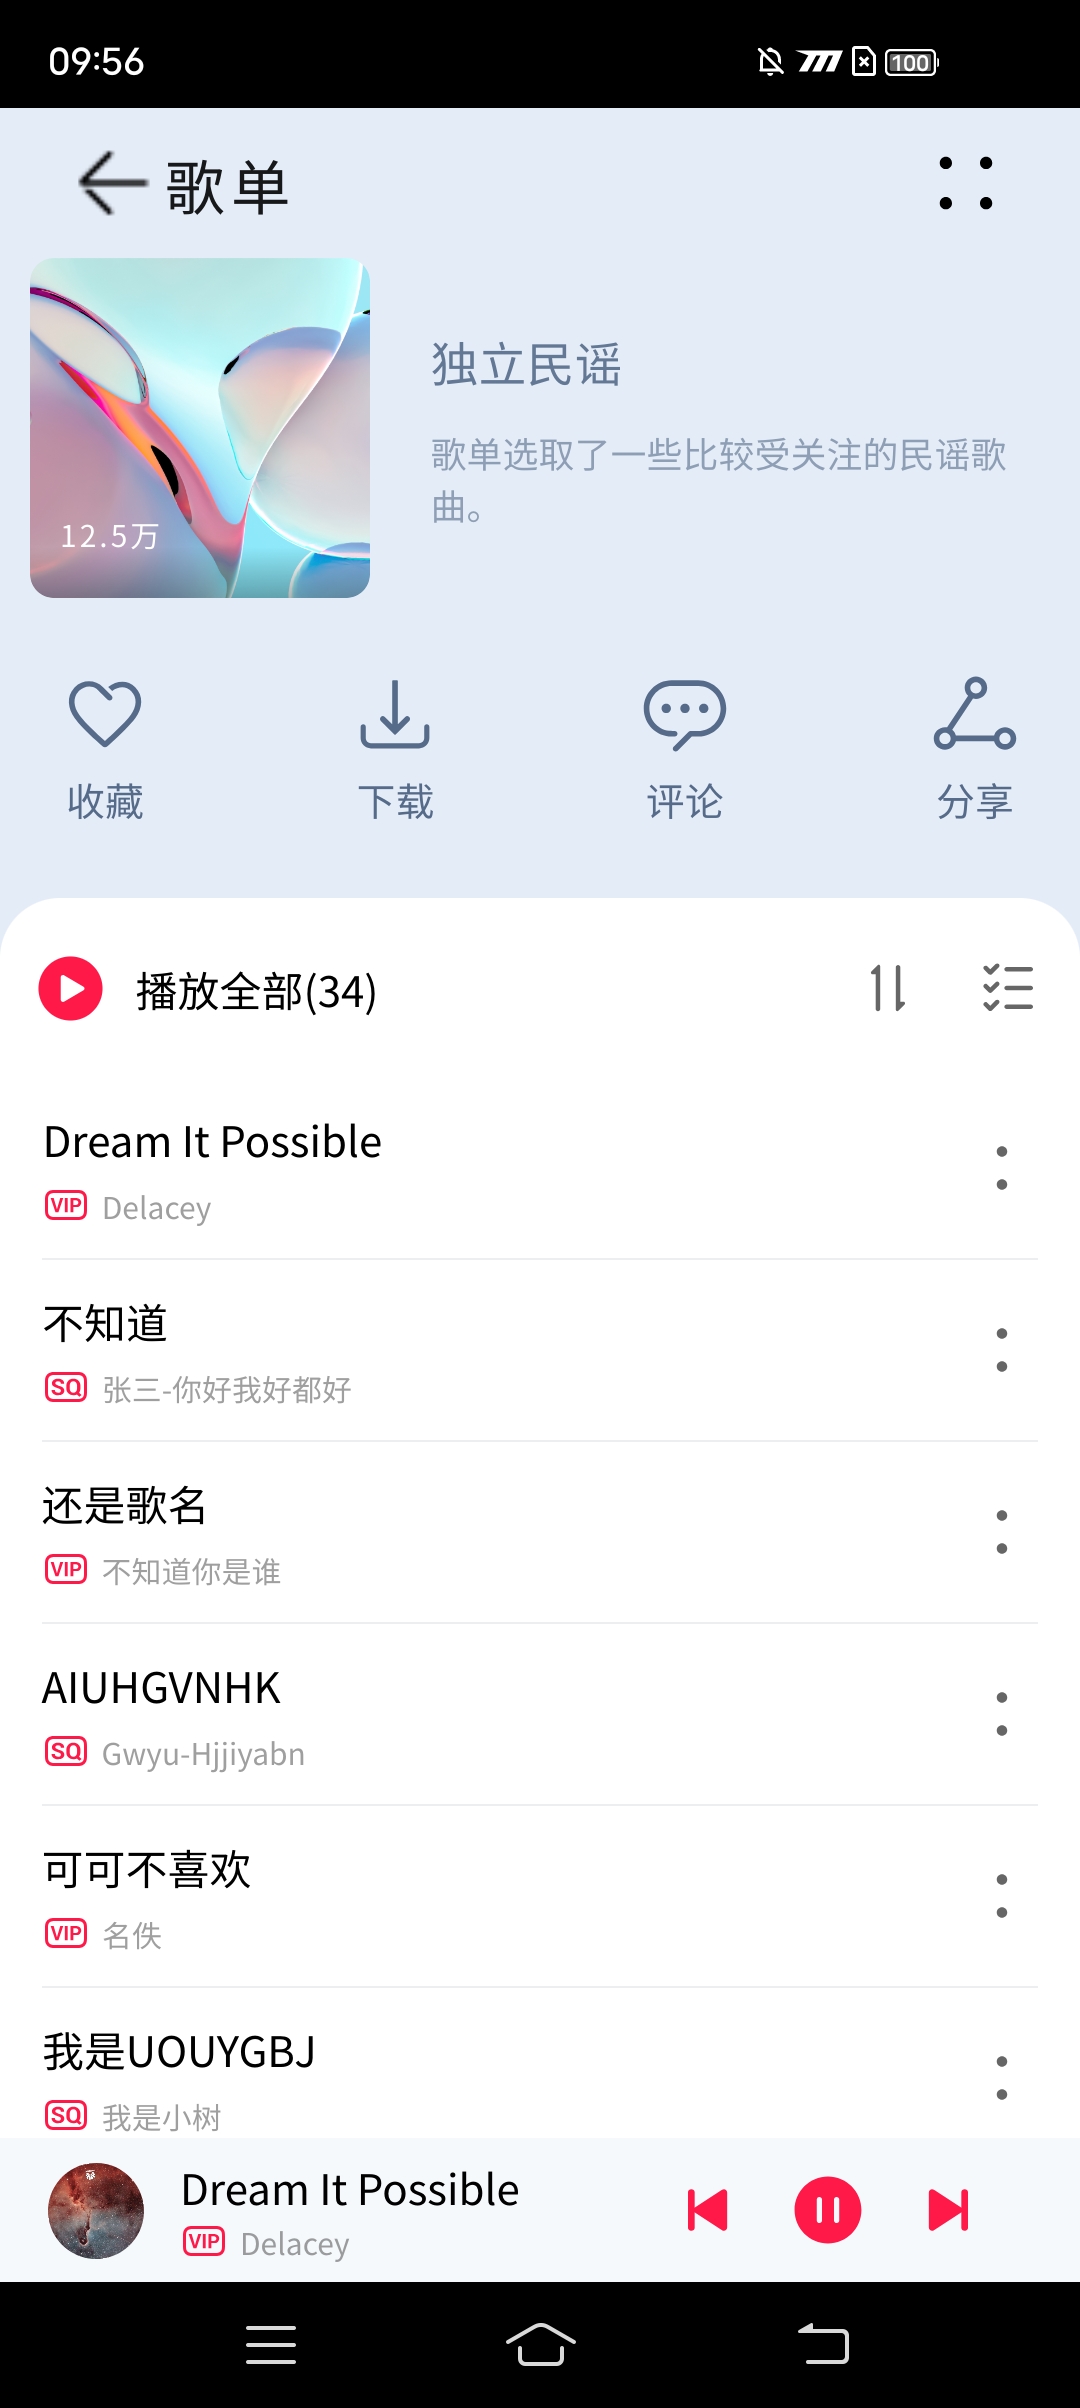 09:56
100
歌单
12.5万
独立民谣
歌单选取了一些比较受关注的民谣歌
曲。
收藏
下载
评论
分享
播放全部(34)
Dream It Possible
VIP Delacey
不知道
SQ 张三-你好我好都好
还是歌名
VIP 不知道你是谁
AIUHGVNHK
SQ Gwyu-Hjjiyabn
可可不喜欢
VIP 名佚
我是UOUYGBJ
SQ 我是小树
Dream It Possible
VIP Delacey